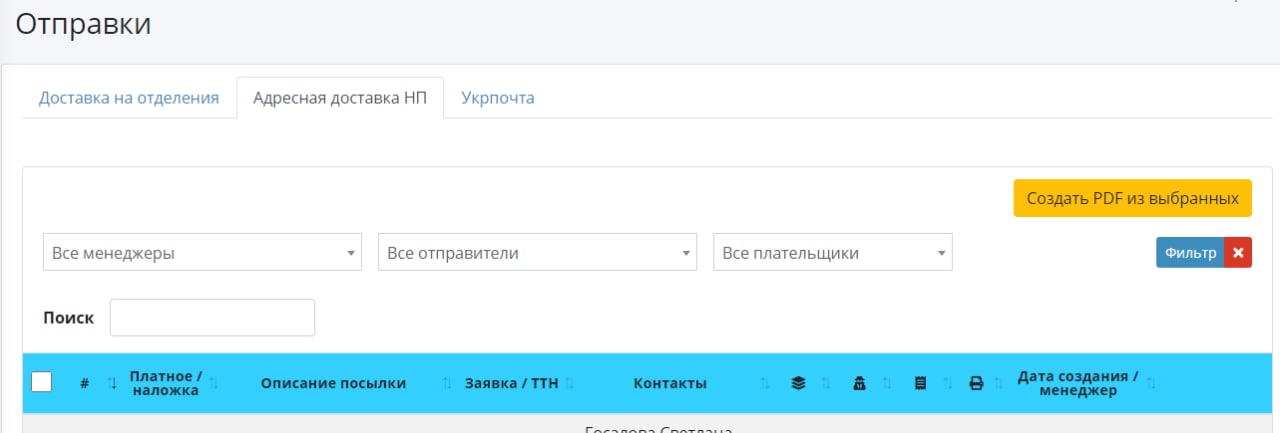 Отправки
Доставка на отделения Адресная доставка НП Укрпочта
Создать PDF из выбранных
Все менеджеры Все отправители Все плательщики Фильтр
Поиск
# Платное / наложка Описание посылки Заявка / ТТН Контакты Дата создания / менеджер